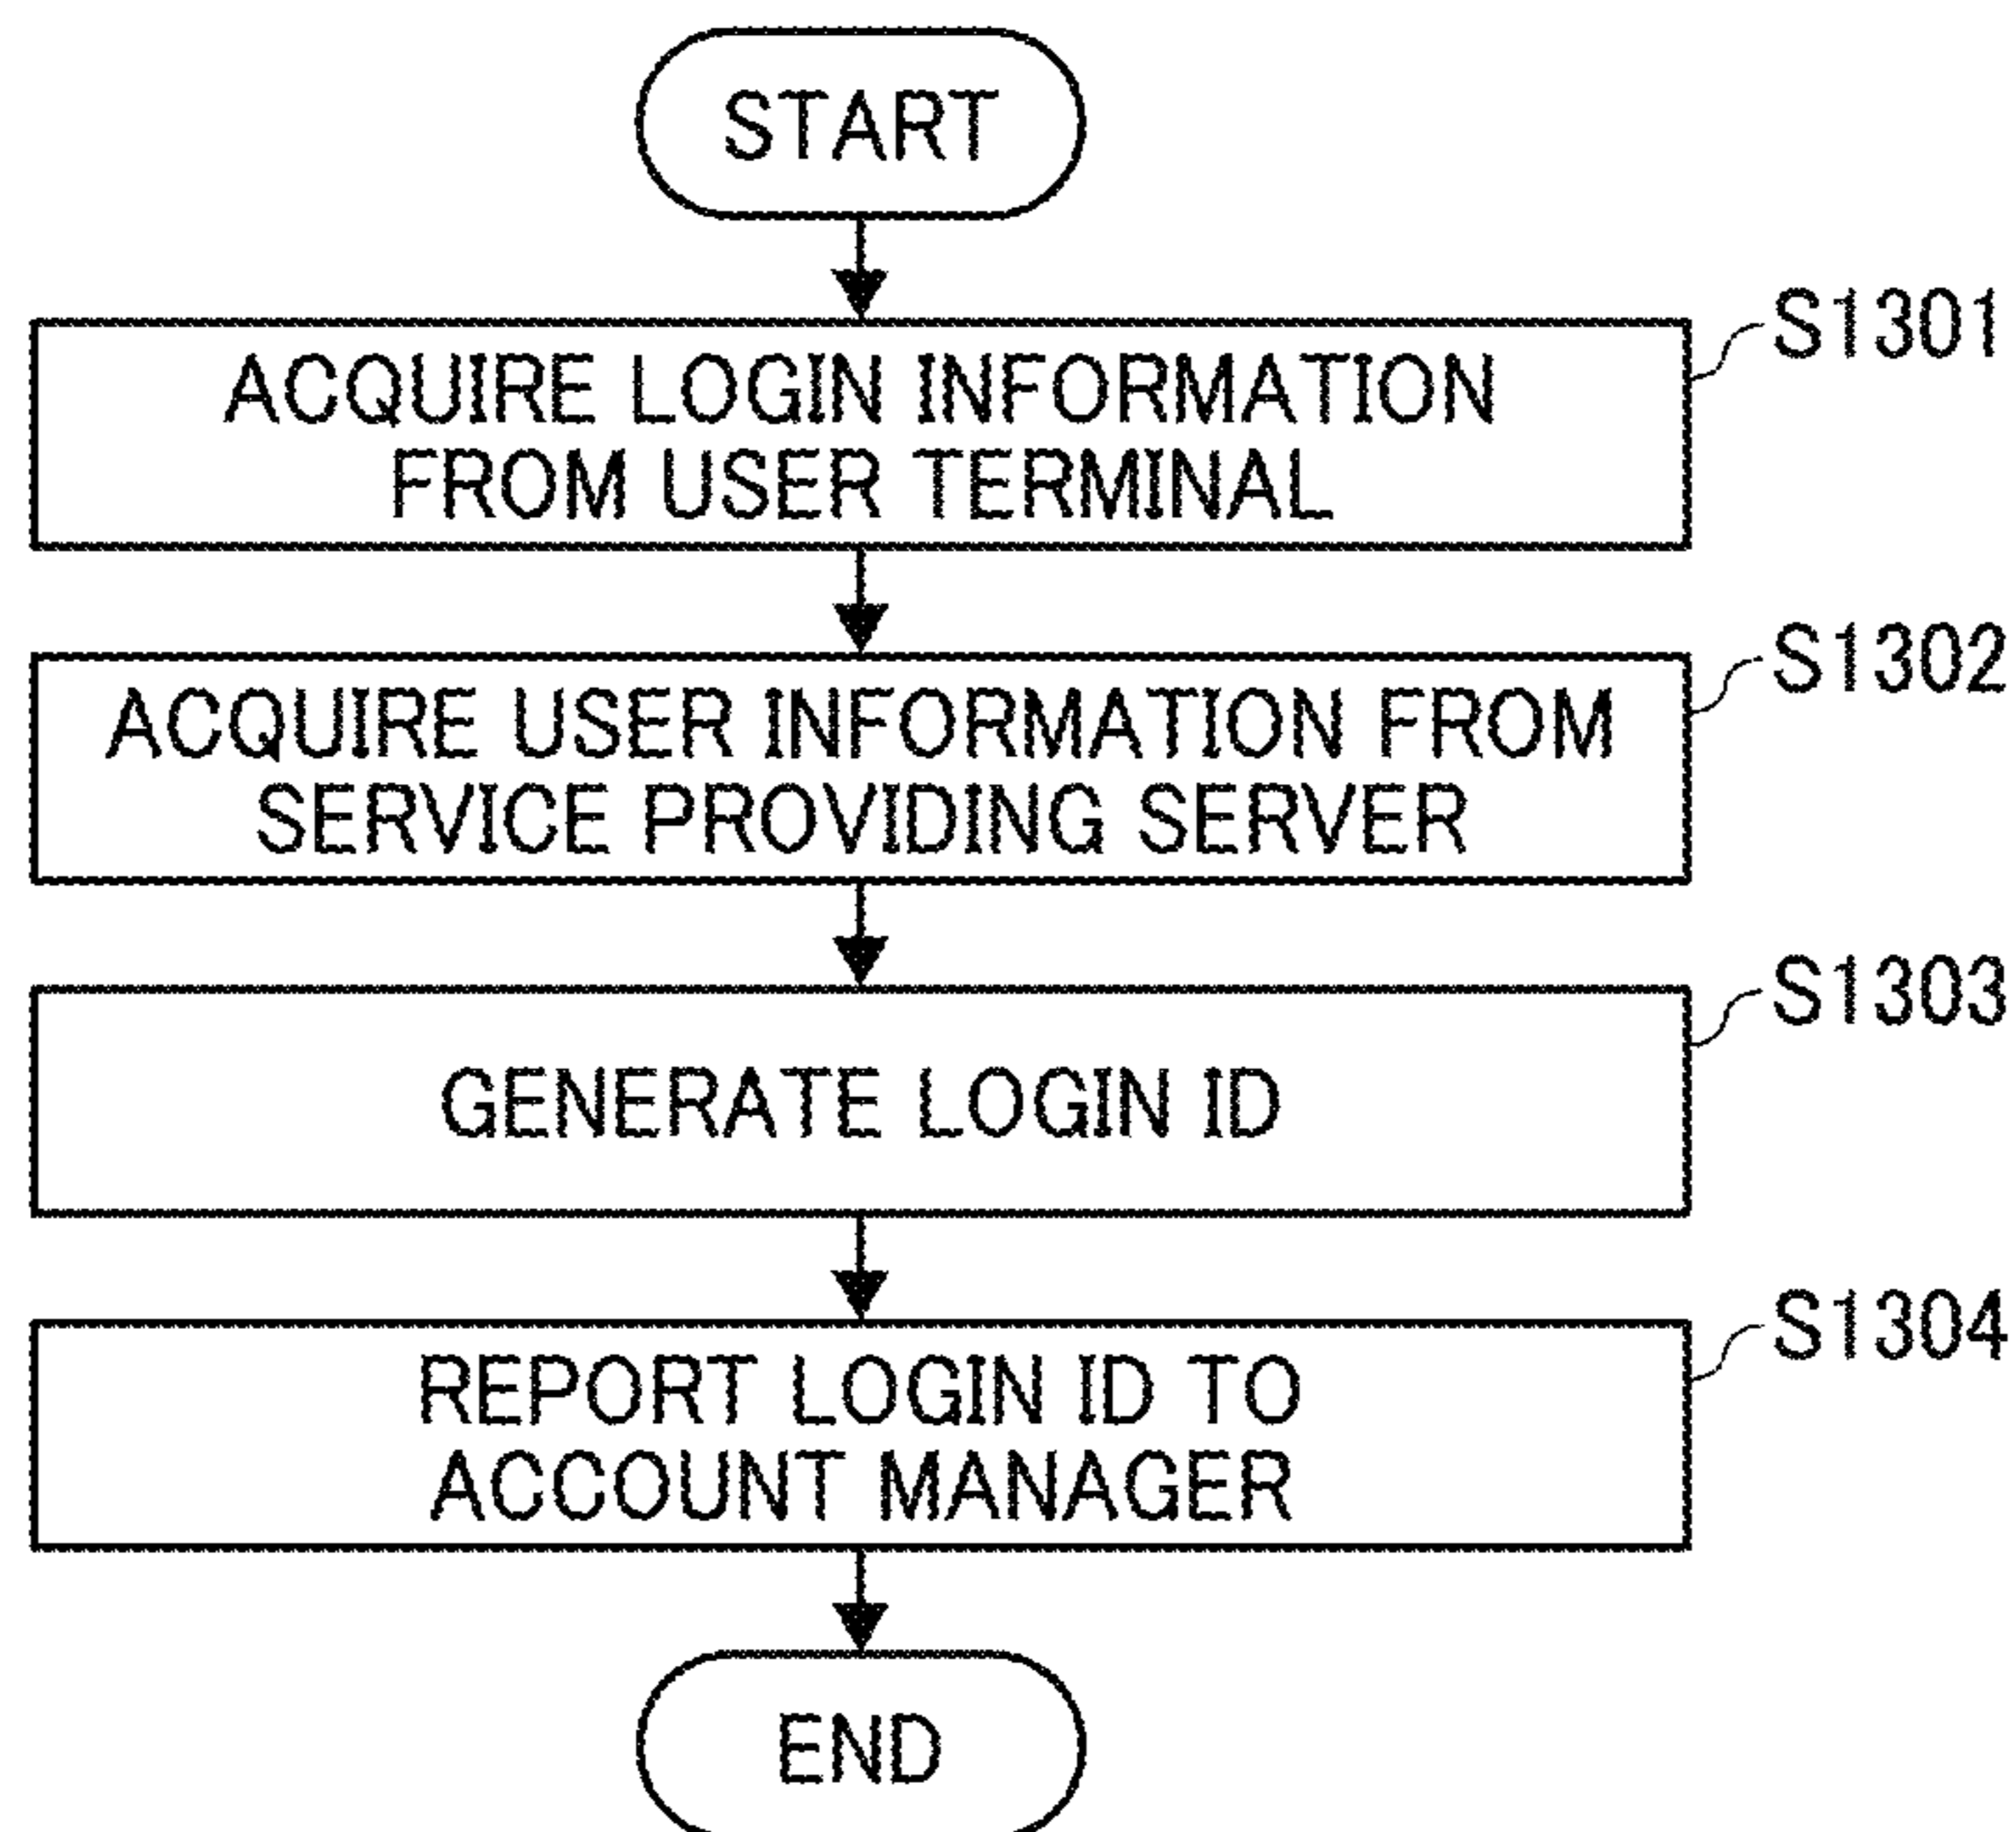 START
S1301
ACQUIRE LOGIN INFORMATION
FROM USER TERMINAL
S1302
ACQUIRE USER INFORMATION FROM
SERVICE PROVIDING SERVER
S1303
GENERATE LOGIN ID
S1304
REPORT LOGIN ID TO
ACCOUNT MANAGER
END